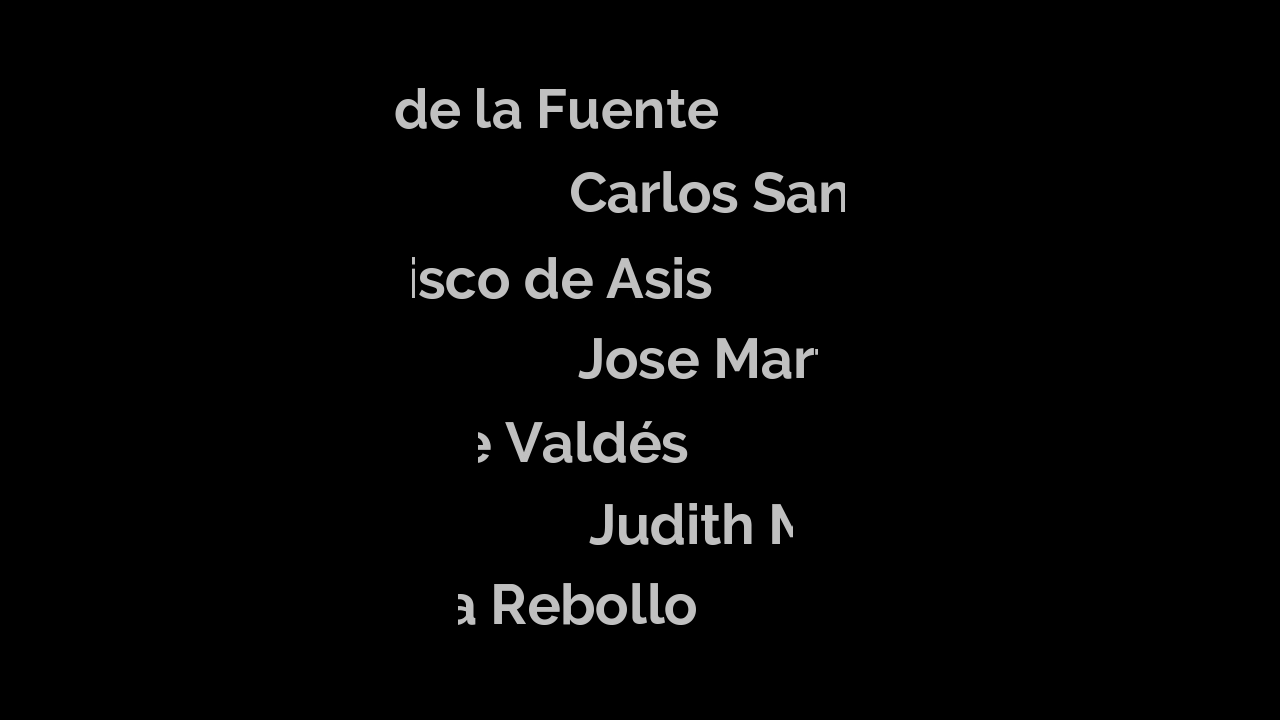 de la Fuente
Carlos San
isco de Asis
Jose Mar
Valdés
Judith
Rebollo